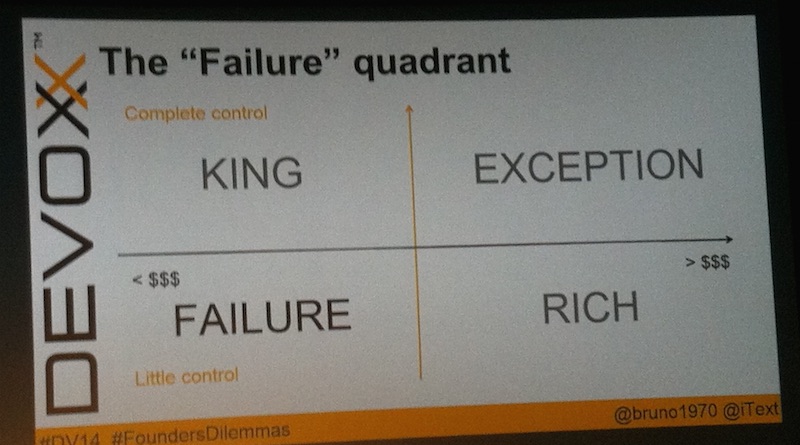 DEVOXX™
The “Failure” quadrant
Complete control
KING
EXCEPTION
< $$$
> $$$
FAILURE
RICH
Little control
@bruno1970 @iText
#DV14 #FoundersDilemmas